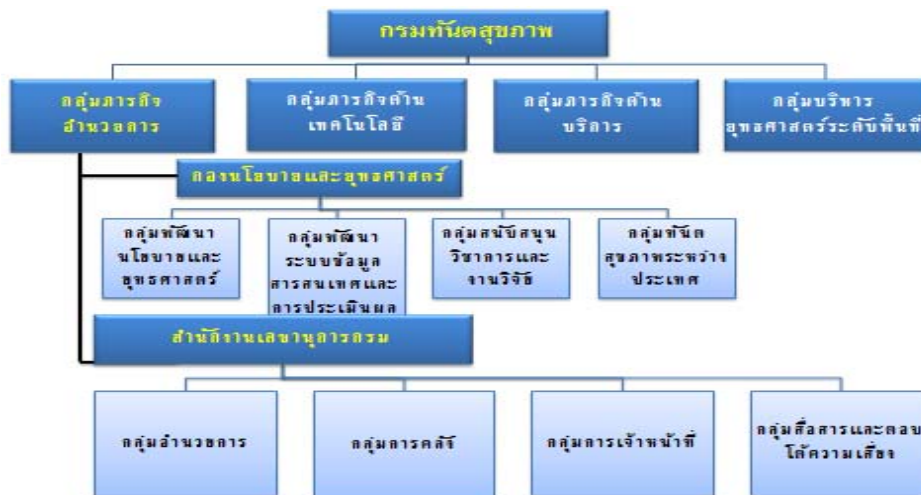 กรมทันตสุขภาพ
กลุ่มภารกิจ
อำนวยการ
กลุ่มภารกิจด้าน
เทคโนโลยี
กลุ่มภารกิจด้าน
บริการ
กลุ่มบริหาร
ยุทธศาสตร์ระดับพื้นที่
กองนโยบายและยุทธศาสตร์
กลุ่มพัฒนา
นโยบายและ
ยุทธศาสตร์
กลุ่มพัฒนา
ระบบข้อมูล
สารสนเทศและ
การประเมินผล
กลุ่มสนับสนุน
วิชาการและ
งานวิจัย
กลุ่มทันต
สุขภาพระหว่าง
ประเทศ
สำนักงานเลขานุการกรม
กลุ่มอำนวยการ
กลุ่มการคลัง
กลุ่มการเจ้าหน้าที่
กลุ่มสื่อสารและตอบ
โต้ความเสี่ยง